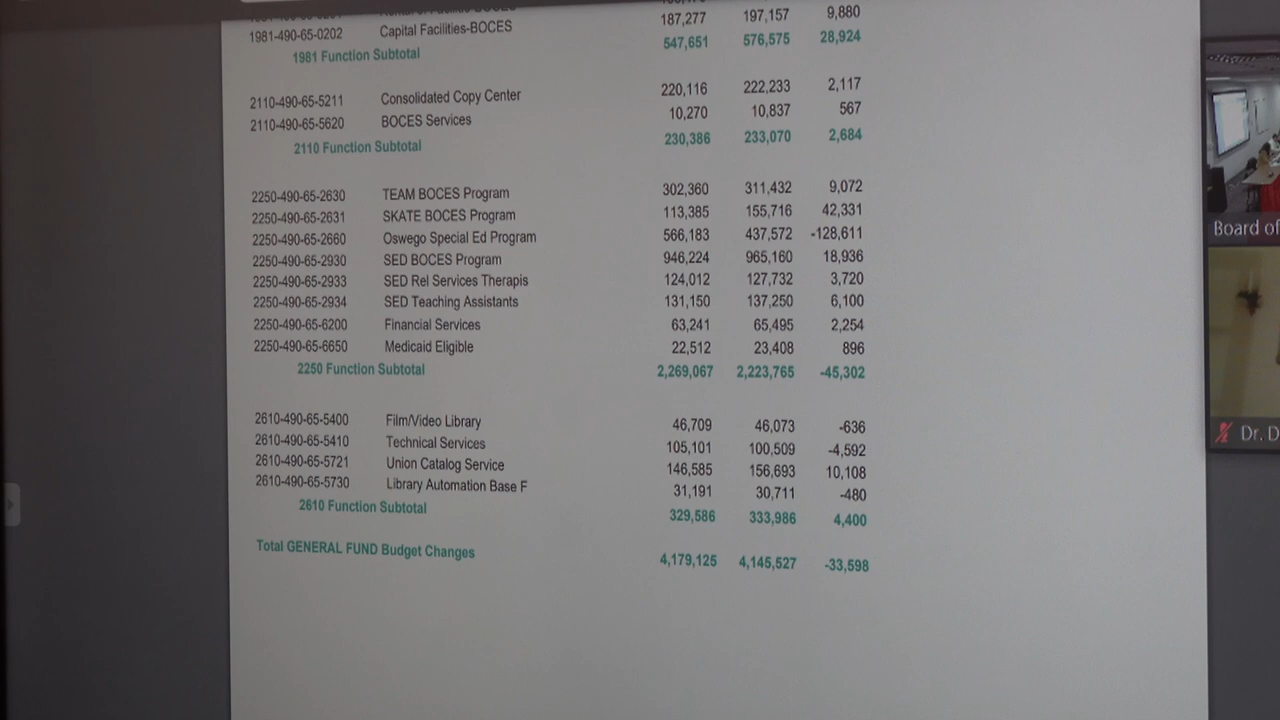 1981-490-65-0202 Capital Facilities-BOCES 187,277 197,157 9,880
1981 Function Subtotal 547,651 576,575 28,924
2110-490-65-5211 Consolidated Copy Center 220,116 222,233 2,117
2110-490-65-5620 BOCES Services 10,270 10,837 567
2110 Function Subtotal 230,386 233,070 2,684
2250-490-65-2630 TEAM BOCES Program 302,360 311,432 9,072
2250-490-65-2631 SKATE BOCES Program 113,385 155,716 42,331
2250-490-65-2660 Oswego Special Ed Program 566,183 437,572 -128,611
2250-490-65-2930 SED BOCES Program 946,224 965,160 18,936
2250-490-65-2933 SED Rel Services Therapis 124,012 127,732 3,720
2250-490-65-2934 SED Teaching Assistants 131,150 137,250 6,100
2250-490-65-6200 Financial Services 63,241 65,495 2,254
2250-490-65-6650 Medicaid Eligible 22,512 23,408 896
2250 Function Subtotal 2,269,067 2,223,765 -45,302
2610-490-65-5400 Film/Video Library 46,709 46,073 -636
2610-490-65-5410 Technical Services 105,101 100,509 -4,592
2610-490-65-5721 Union Catalog Service 146,585 156,693 10,108
2610-490-65-5730 Library Automation Base F 31,191 30,711 -480
2610 Function Subtotal 329,586 333,986 4,400
Total GENERAL FUND Budget Changes 4,179,125 4,145,527 -33,598
Board of
Dr. D